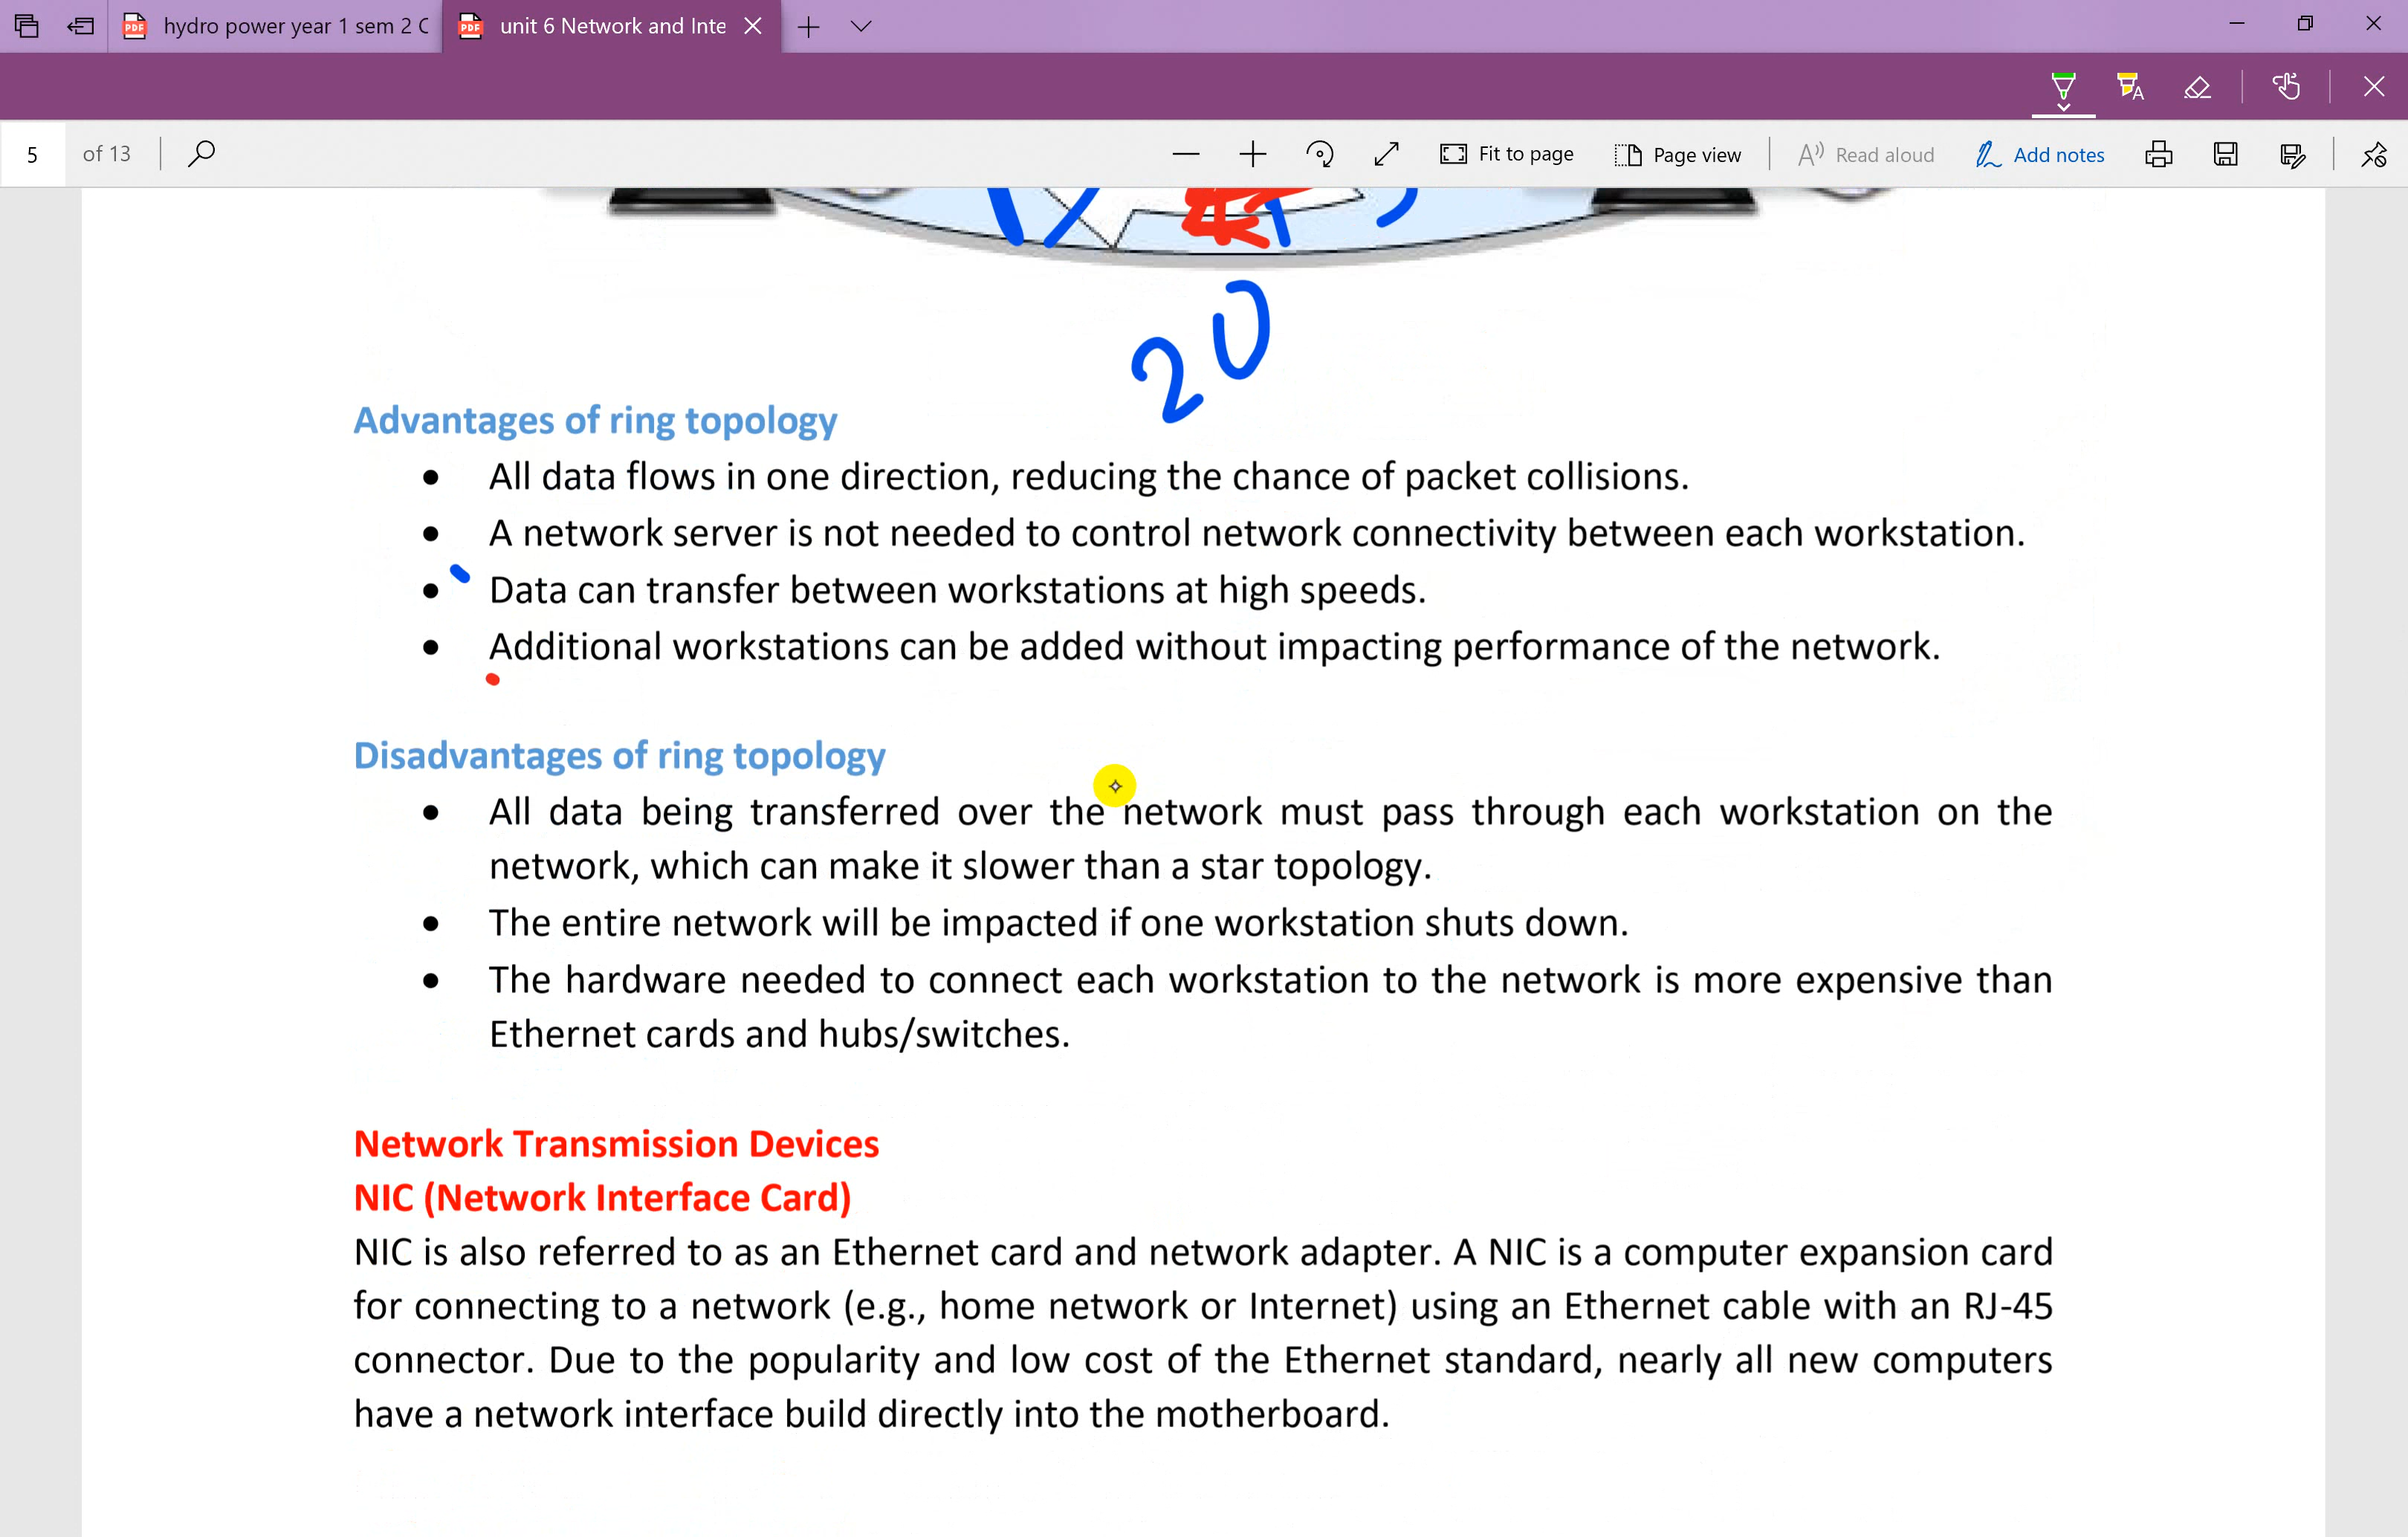 hydro power year 1 sem 2 C
unit 6 Network and Inte
5 of 13
Fit to page
Page view
Read aloud
Add notes
20
Advantages of ring topology
• All data flows in one direction, reducing the chance of packet collisions.
• A network server is not needed to control network connectivity between each workstation.
• Data can transfer between workstations at high speeds.
• Additional workstations can be added without impacting performance of the network.
Disadvantages of ring topology
• All data being transferred over the network must pass through each workstation on the
network, which can make it slower than a star topology.
• The entire network will be impacted if one workstation shuts down.
• The hardware needed to connect each workstation to the network is more expensive than
Ethernet cards and hubs/switches.
Network Transmission Devices
NIC (Network Interface Card)
NIC is also referred to as an Ethernet card and network adapter. A NIC is a computer expansion card
for connecting to a network (e.g., home network or Internet) using an Ethernet cable with an RJ-45
connector. Due to the popularity and low cost of the Ethernet standard, nearly all new computers
have a network interface build directly into the motherboard.